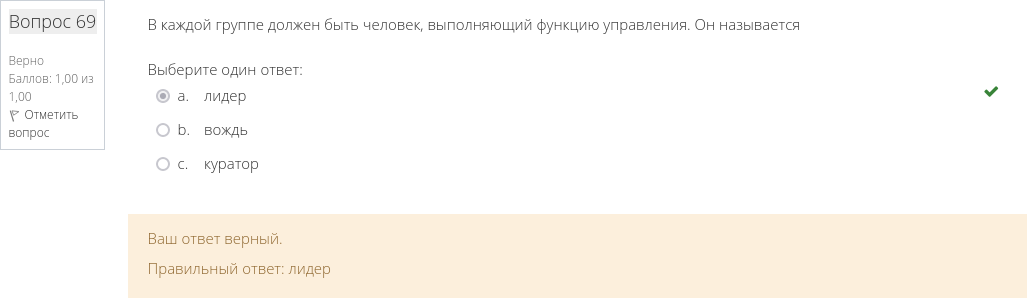 Вопрос 69
Верно
Баллов: 1,00 из
1,00
Отметить
вопрос
В каждой группе должен быть человек, выполняющий функцию управления. Он называется
Выберите один ответ:
a. лидер
b. вождь
c. куратор
Ваш ответ верный.
Правильный ответ: лидер